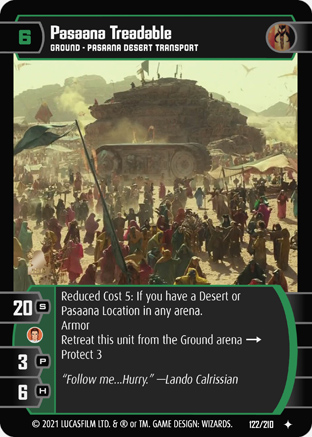 6 Pasaana Treadable
GROUND • PASAANA DESERT TRANSPORT
20 S
3 P
6 H
Reduced Cost 5: If you have a Desert or
Pasaana Location in any arena.
Armor
Retreat this unit from the Ground arena →
Protect 3
“Follow me...Hurry.” —Lando Calrissian
© 2021 LUCASFILM LTD. & ® or TM. GAME DESIGN: WIZARDS. 122/210